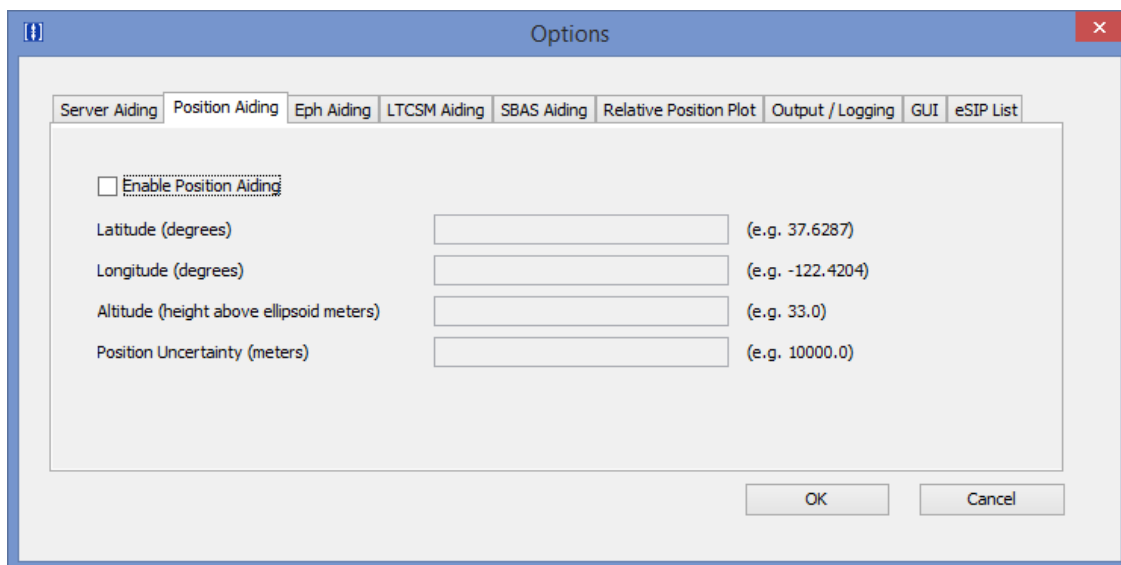 Options
Server Aiding Position Aiding Eph Aiding LTCSM Aiding SBAS Aiding Relative Position Plot Output / Logging GUI eSIP List
Enable Position Aiding
Latitude (degrees) (e.g. 37.6287)
Longitude (degrees) (e.g. -122.4204)
Altitude (height above ellipsoid meters) (e.g. 33.0)
Position Uncertainty (meters) (e.g. 10000.0)
OK Cancel